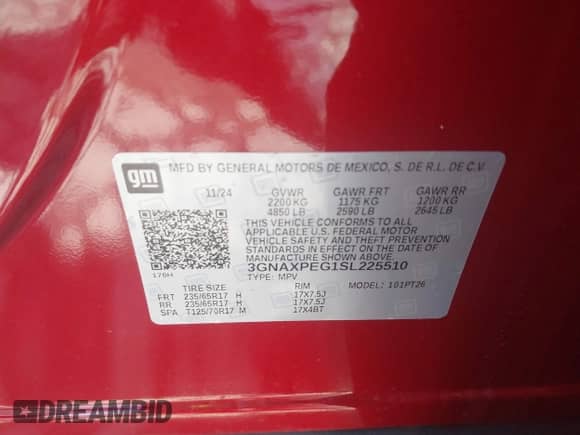 gm MFD BY GENERAL MOTORS DE MEXICO, S. DE R.L. DE C.V.
11/24 GVWR GAWR FRT GAWR RR
2200 KG 1175 KG 1200 KG
4850 LB 2590 LB 2645 LB
THIS VEHICLE CONFORMS TO ALL
APPLICABLE U.S. FEDERAL MOTOR
VEHICLE SAFETY AND THEFT PREVENTION
STANDARDS IN EFFECT ON THE DATE OF
MANUFACTURE SHOWN ABOVE.
3GNAXPEG1SL225510
TYPE: MPV MODEL: 101PT26
176H
TIRE SIZE RIM
FRT 235/65R17 H 17X7.5J
RR 235/65R17 H 17X7.5J
SPA T125/70R17 M 17X4BT
DREAMBID